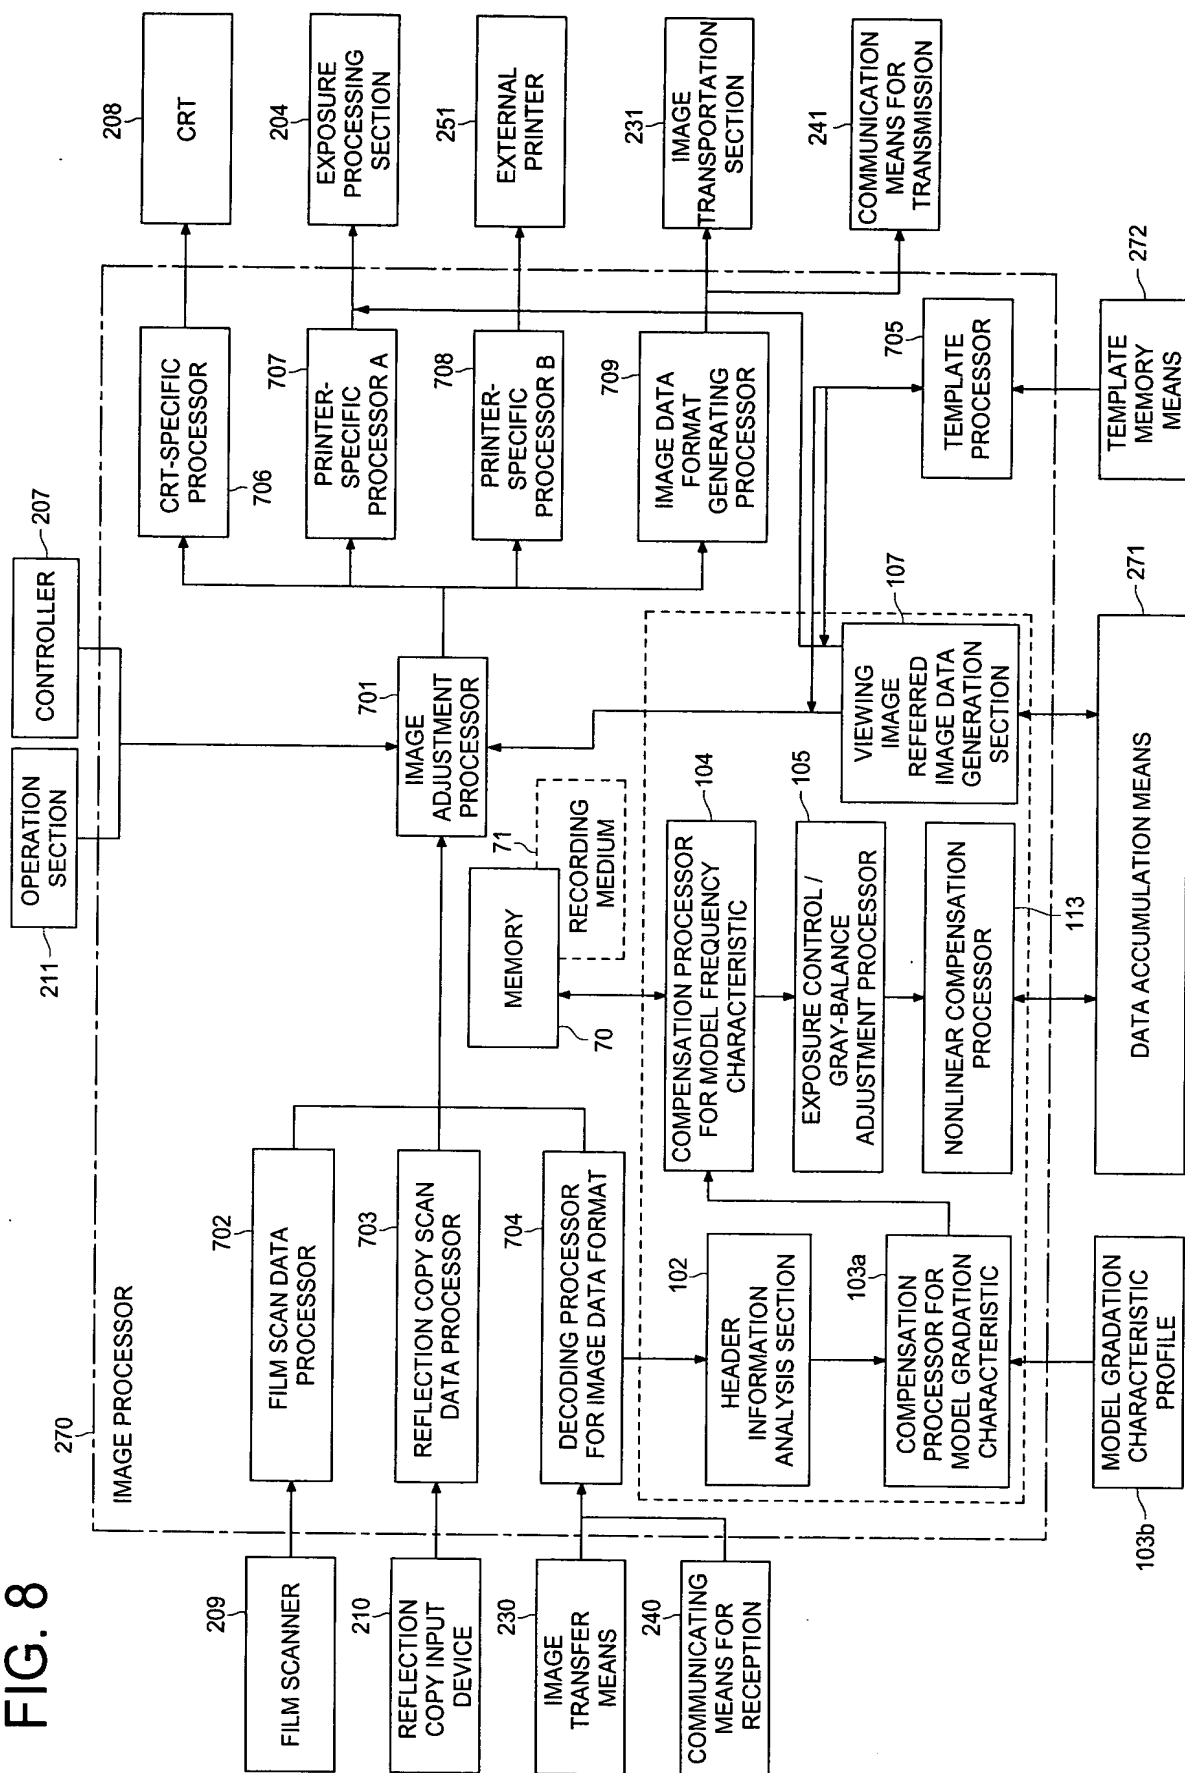 FIG. 8
270
IMAGE PROCESSOR
211
OPERATION
SECTION
207
CONTROLLER
209
FILM SCANNER
702
FILM SCAN DATA
PROCESSOR
706
CRT-SPECIFIC
PROCESSOR
208
CRT
210
REFLECTION
COPY INPUT
DEVICE
703
REFLECTION COPY SCAN
DATA PROCESSOR
701
IMAGE
ADJUSTMENT
PROCESSOR
707
PRINTER-
SPECIFIC
PROCESSOR A
204
EXPOSURE
PROCESSING
SECTION
230
IMAGE
TRANSFER
MEANS
704
DECODING PROCESSOR
FOR IMAGE DATA FORMAT
70
MEMORY
71
RECORDING
MEDIUM
708
PRINTER-
SPECIFIC
PROCESSOR B
251
EXTERNAL
PRINTER
240
COMMUNICATING
MEANS FOR
RECEPTION
102
HEADER
INFORMATION
ANALYSIS SECTION
104
COMPENSATION PROCESSOR
FOR MODEL FREQUENCY
CHARACTERISTIC
709
IMAGE DATA
FORMAT
GENERATING
PROCESSOR
231
IMAGE
TRANSPORTATION
SECTION
105
EXPOSURE CONTROL /
GRAY-BALANCE
ADJUSTMENT PROCESSOR
107
VIEWING
IMAGE
REFERRED
IMAGE DATA
GENERATION
SECTION
241
COMMUNICATION
MEANS FOR
TRANSMISSION
103a
COMPENSATION
PROCESSOR FOR
MODEL GRADATION
CHARACTERISTIC
113
NONLINEAR COMPENSATION
PROCESSOR
705
TEMPLATE
PROCESSOR
103b
MODEL GRADATION
CHARACTERISTIC
PROFILE
271
DATA ACCUMULATION MEANS
272
TEMPLATE
MEMORY
MEANS